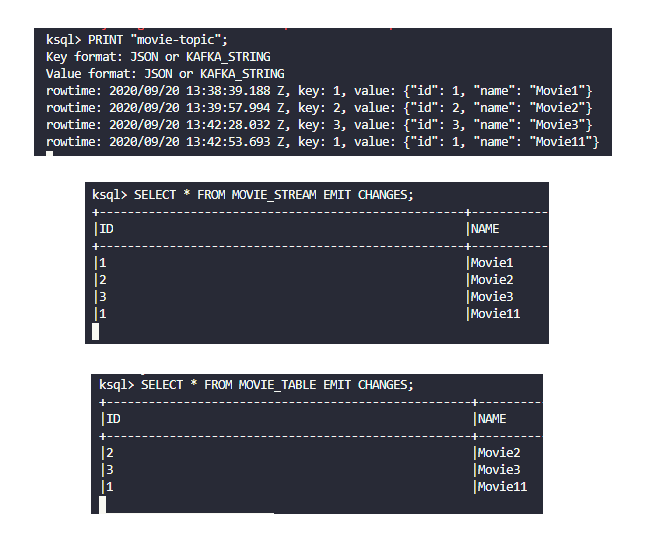 ksql> PRINT "movie-topic";
Key format: JSON or KAFKA_STRING
Value format: JSON or KAFKA_STRING
rowtime: 2020/09/20 13:38:39.188 Z, key: 1, value: {"id": 1, "name": "Movie1"}
rowtime: 2020/09/20 13:39:57.994 Z, key: 2, value: {"id": 2, "name": "Movie2"}
rowtime: 2020/09/20 13:42:28.032 Z, key: 3, value: {"id": 3, "name": "Movie3"}
rowtime: 2020/09/20 13:42:53.693 Z, key: 1, value: {"id": 1, "name": "Movie11"}
ksql> SELECT * FROM MOVIE_STREAM EMIT CHANGES;
|ID |NAME
|1 |Movie1
|2 |Movie2
|3 |Movie3
|1 |Movie11
ksql> SELECT * FROM MOVIE_TABLE EMIT CHANGES;
|ID |NAME
|2 |Movie2
|3 |Movie3
|1 |Movie11